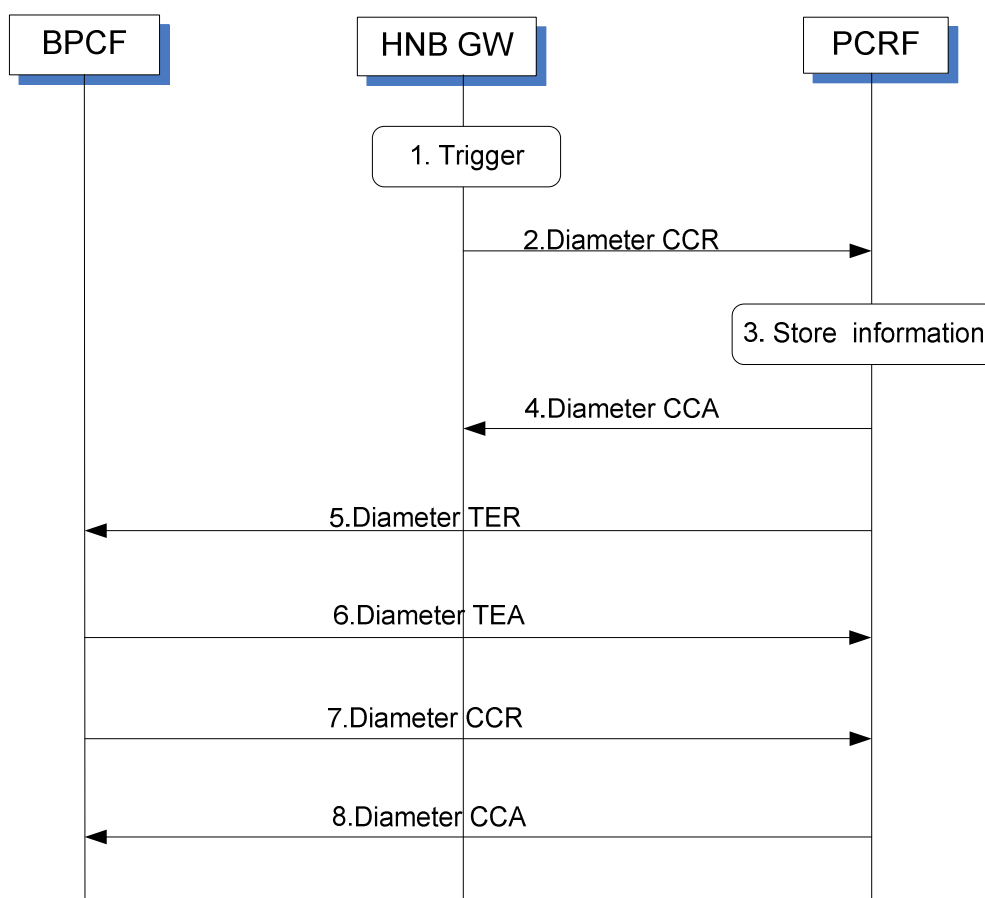 BPCF
HNB GW
PCRF
1. Trigger
2.Diameter CCR
3. Store information
4.Diameter CCA
5.Diameter TER
6.Diameter TEA
7.Diameter CCR
8.Diameter CCA